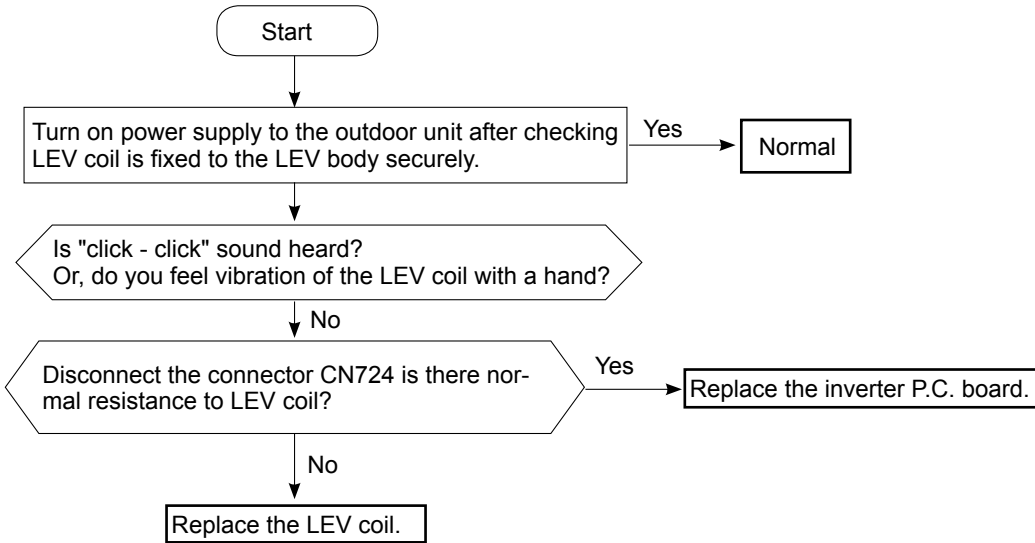 Start
Turn on power supply to the outdoor unit after checking
LEV coil is fixed to the LEV body securely.
Yes
Normal
Is "click - click" sound heard?
Or, do you feel vibration of the LEV coil with a hand?
No
Disconnect the connector CN724 is there nor-
mal resistance to LEV coil?
Yes
Replace the inverter P.C. board.
No
Replace the LEV coil.